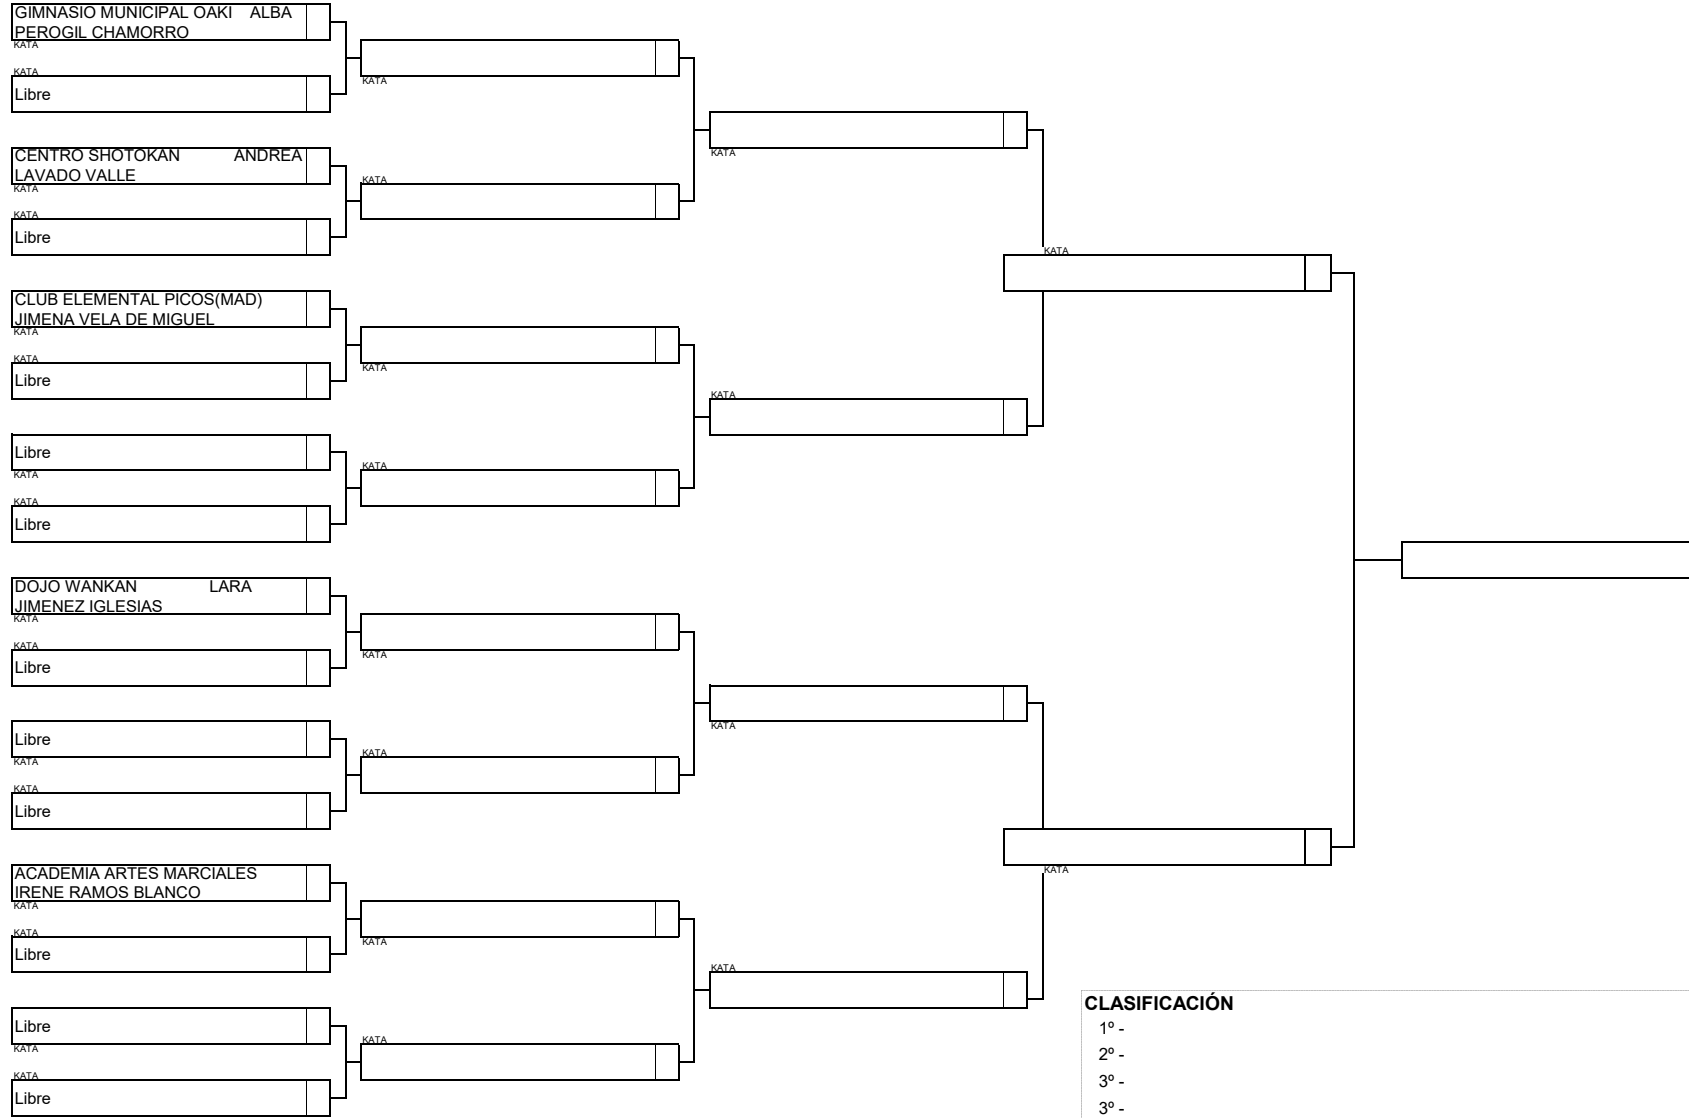 GIMNASIO MUNICIPAL OAKI ALBA
PEROGIL CHAMORRO
KATA
KATA
Libre
CENTRO SHOTOKAN ANDREA
LAVADO VALLE
KATA
KATA
Libre
CLUB ELEMENTAL PICOS(MAD)
JIMENA VELA DE MIGUEL
KATA
KATA
Libre
Libre
KATA
KATA
Libre
DOJO WANKAN LARA
JIMENEZ IGLESIAS
KATA
KATA
Libre
Libre
KATA
KATA
Libre
ACADEMIA ARTES MARCIALES
IRENE RAMOS BLANCO
KATA
KATA
Libre
Libre
KATA
KATA
Libre
KATA
KATA
KATA
KATA
KATA
KATA
KATA
KATA
KATA
KATA
KATA
KATA
KATA
KATA
CLASIFICACIÓN
1º -
2º -
3º -
3º -